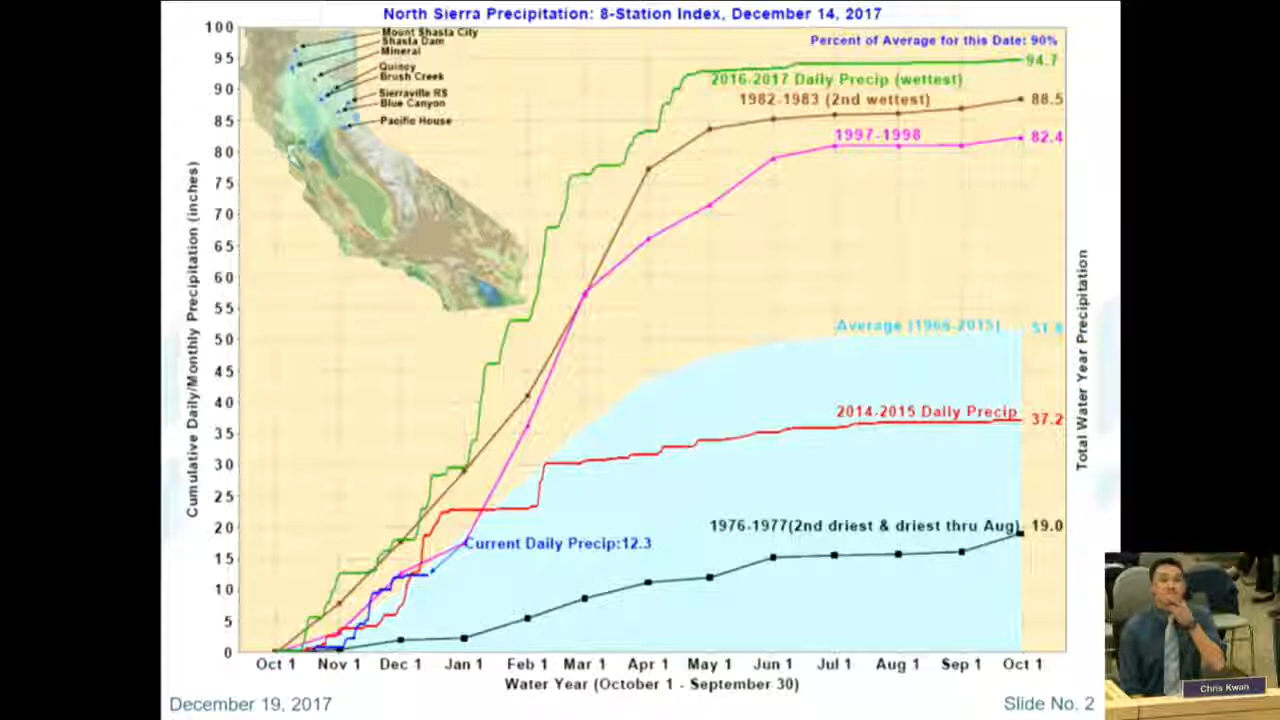 North Sierra Precipitation: 8-Station Index, December 14, 2017
Percent of Average for this Date: 90%
Mount Shasta City
Shasta Dam
Mineral
Quincy
Brush Creek
Sierraville RS
Blue Canyon
Pacific House
100
95
90
85
80
75
70
65
60
55
50
45
40
35
30
25
20
15
10
5
0
Cumulative Daily/Monthly Precipitation (inches)
94.7
2016-2017 Daily Precip (wettest)
1982-1983 (2nd wettest)
88.5
1997-1998
82.4
Average (1966-2015)
2014-2015 Daily Precip
37.2
1976-1977(2nd driest & driest thru Aug)
19.0
Current Daily Precip:12.3
Total Water Year Precipitation
Oct 1 Nov 1 Dec 1 Jan 1 Feb 1 Mar 1 Apr 1 May 1 Jun 1 Jul 1 Aug 1 Sep 1 Oct 1
Water Year (October 1 - September 30)
December 19, 2017
Slide No. 2
Chris Kwan